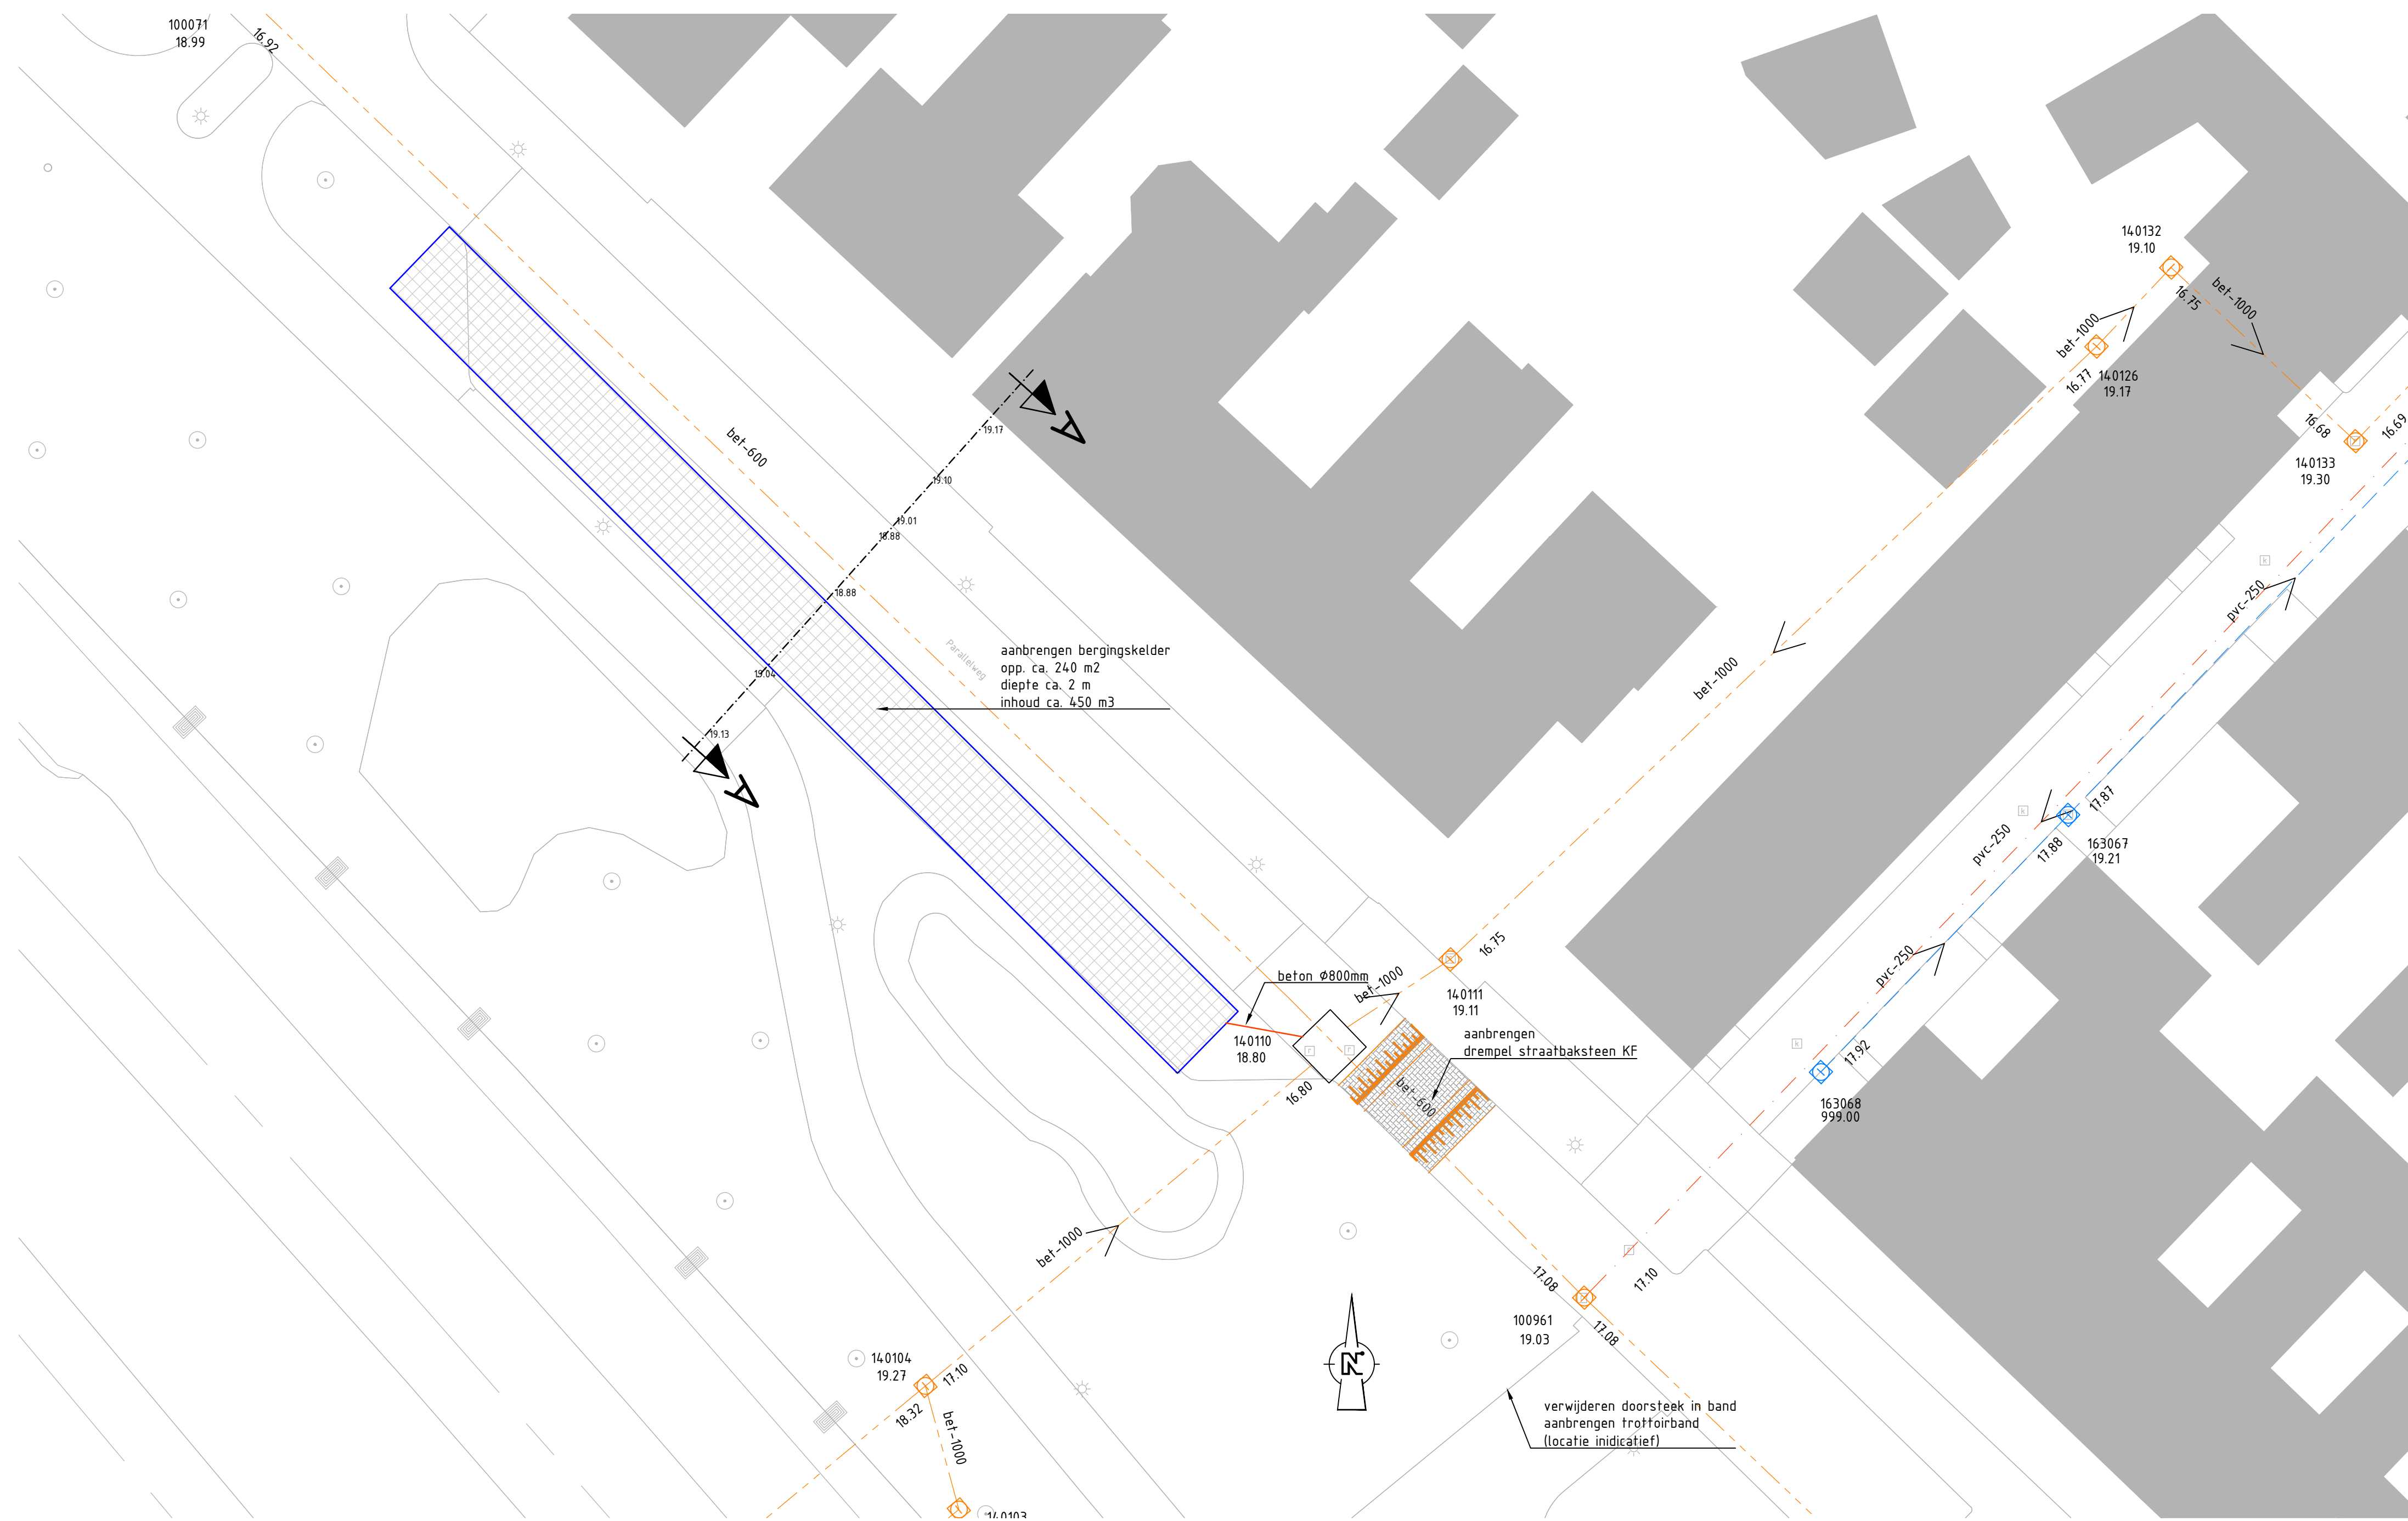 100071
18.99
16.92
140132
19.10
16.75
bet-1000
bet-1000
16.77
140126
19.17
16.68
16.69
140133
19.30
bet-600
19.17
19.10
19.01
18.88
18.88
19.04
19.13
A
A
Parallelweg
aanbrengen bergingskelder
opp. ca. 240 m2
diepte ca. 2 m
inhoud ca. 450 m3
bet-1000
pvc-250
k
k
k
17.87
pvc-250
17.88
163067
19.21
pvc-250
17.92
163068
999.00
16.75
beton Ø800mm
bet-1000
140111
19.11
140110
18.80
aanbrengen
drempel straatbaksteen KF
bet-600
16.80
bet-1000
17.08
17.10
100961
19.03
17.08
N
140104
19.27
17.10
18.32
bet-1000
verwijderen doorsteek in band
aanbrengen trottoirband
(locatie inidicatief)
140103